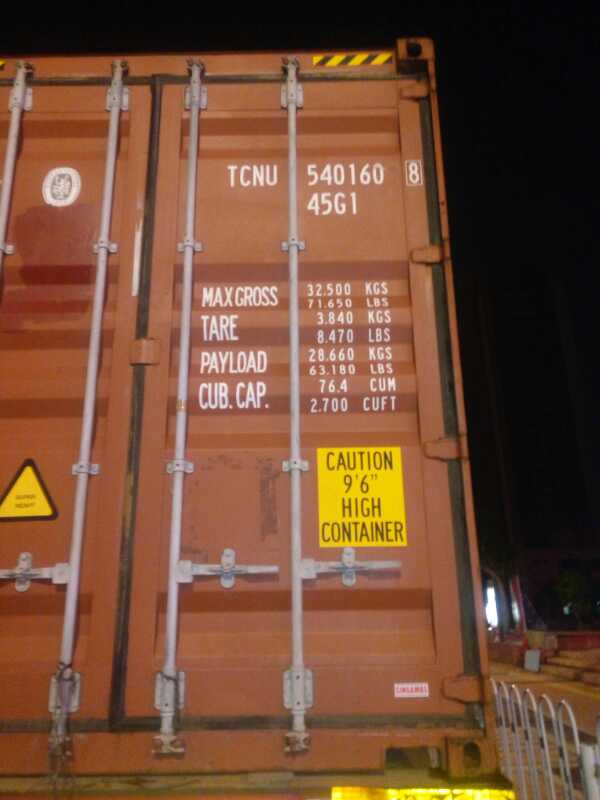 TCNU 540160 8
45G1
MAX GROSS 32.500 KGS
71.650 LBS
TARE 3.840 KGS
8.470 LBS
PAYLOAD 28.660 KGS
63.180 LBS
CUB. CAP. 76.4 CUM
2.700 CUFT
CAUTION
9'6"
HIGH
CONTAINER
SINGAMAS